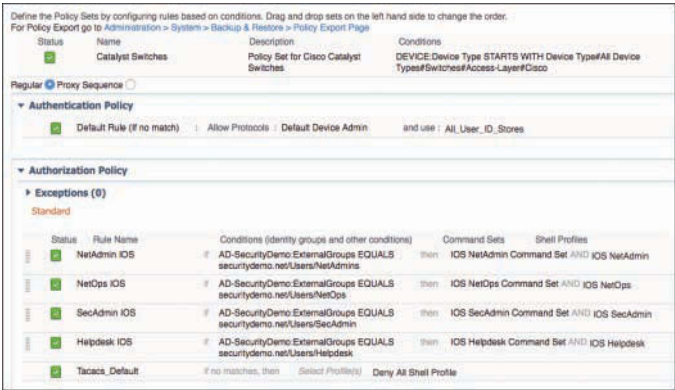 Define the Policy Sets by configuring rules based on conditions. Drag and drop sets on the left hand side to change the order.
For Policy Export go to Administration > System > Backup & Restore > Policy Export Page
Status Name Description Conditions
Catalyst Switches Policy Set for Cisco Catalyst DEVICE:Device Type STARTS WITH Device Type#All Device
Switches Types#Switches#Access-Layer#Cisco
Regular Proxy Sequence
Authentication Policy
Default Rule (If no match) : Allow Protocols : Default Device Admin and use : All_User_ID_Stores
Authorization Policy
Exceptions (0)
Standard
Status Rule Name Conditions (identity groups and other conditions) Command Sets Shell Profiles
NetAdmin IOS if AD-SecurityDemo:ExternalGroups EQUALS then IOS NetAdmin Command Set AND IOS NetAdmin
securitydemo.net/Users/NetAdmins
NetOps IOS if AD-SecurityDemo:ExternalGroups EQUALS then IOS NetOps Command Set AND IOS NetOps
securitydemo.net/Users/NetOps
SecAdmin IOS if AD-SecurityDemo:ExternalGroups EQUALS then IOS SecAdmin Command Set AND IOS SecAdmin
securitydemo.net/Users/SecAdmin
Helpdesk IOS if AD-SecurityDemo:ExternalGroups EQUALS then IOS Helpdesk Command Set AND IOS Helpdesk
securitydemo.net/Users/Helpdesk
Tacacs_Default if no matches, then Select Profile(s) Deny All Shell Profile